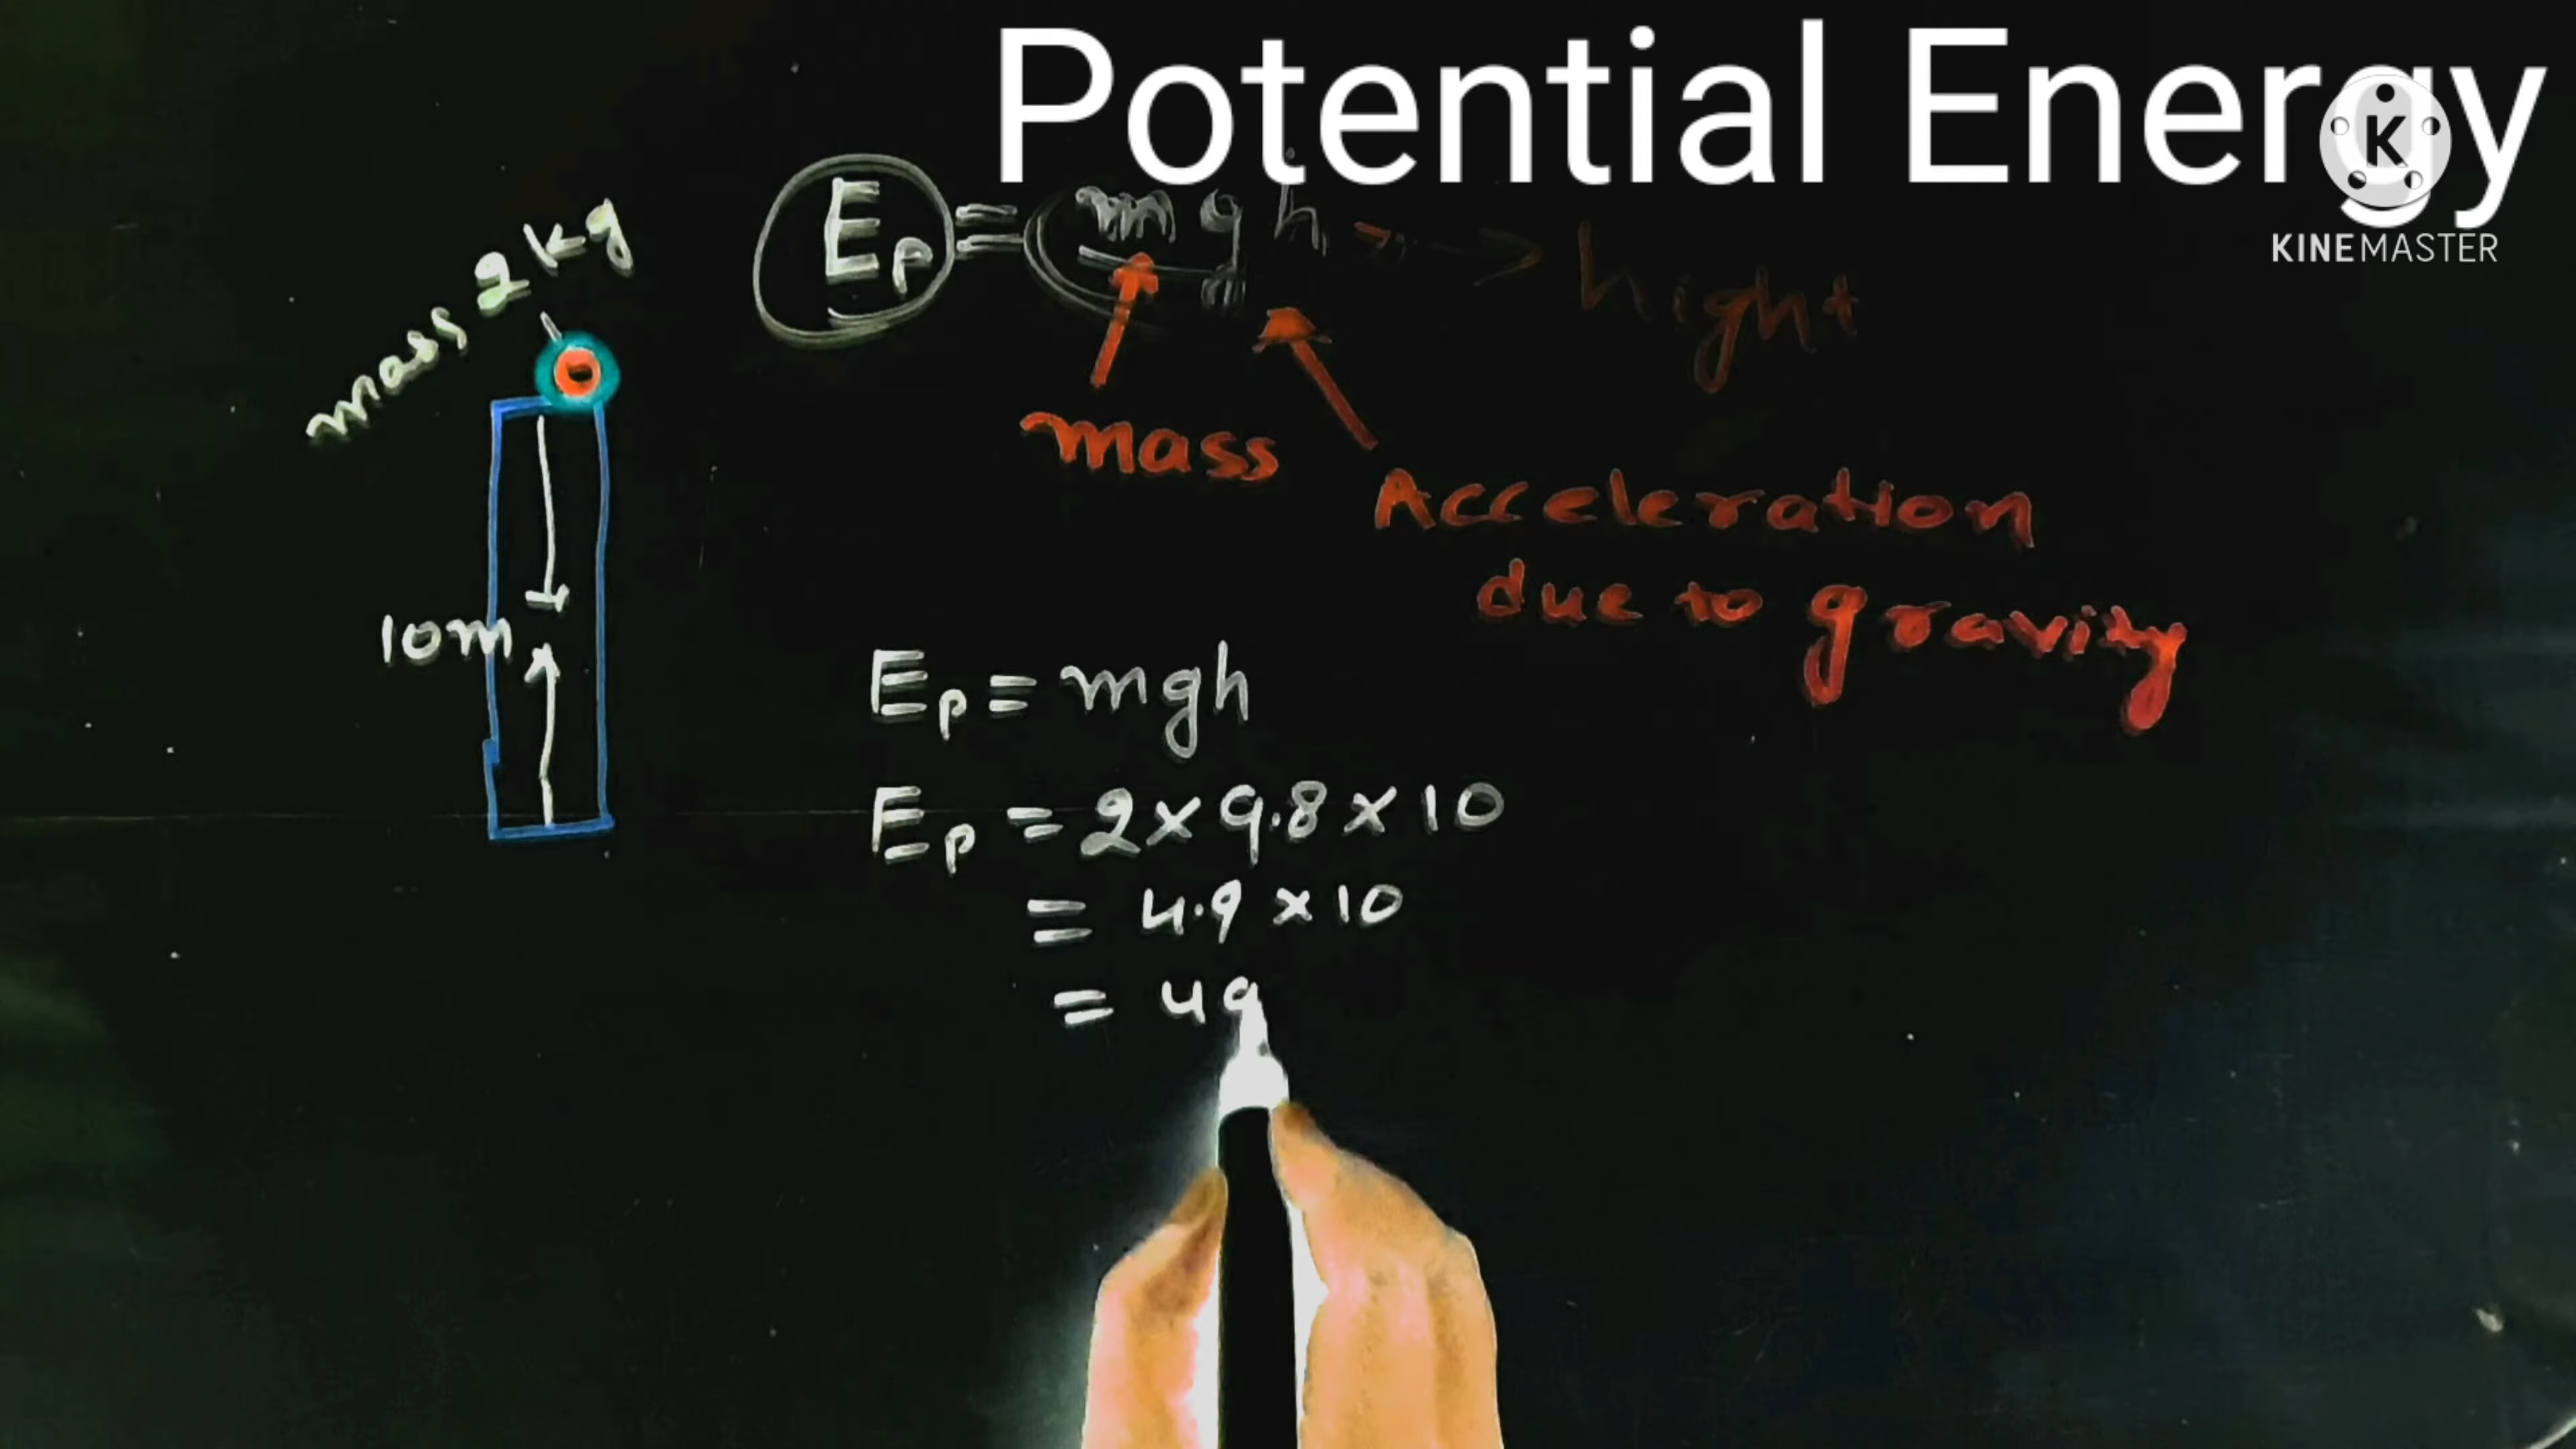 Potential Energy
KINEMASTER
mass 2kg
Ep = mgh → hight
mass
Acceleration
due to gravity
10m
Ep = mgh
Ep = 2 × 9.8 × 10
= 4.9 × 10
= 49